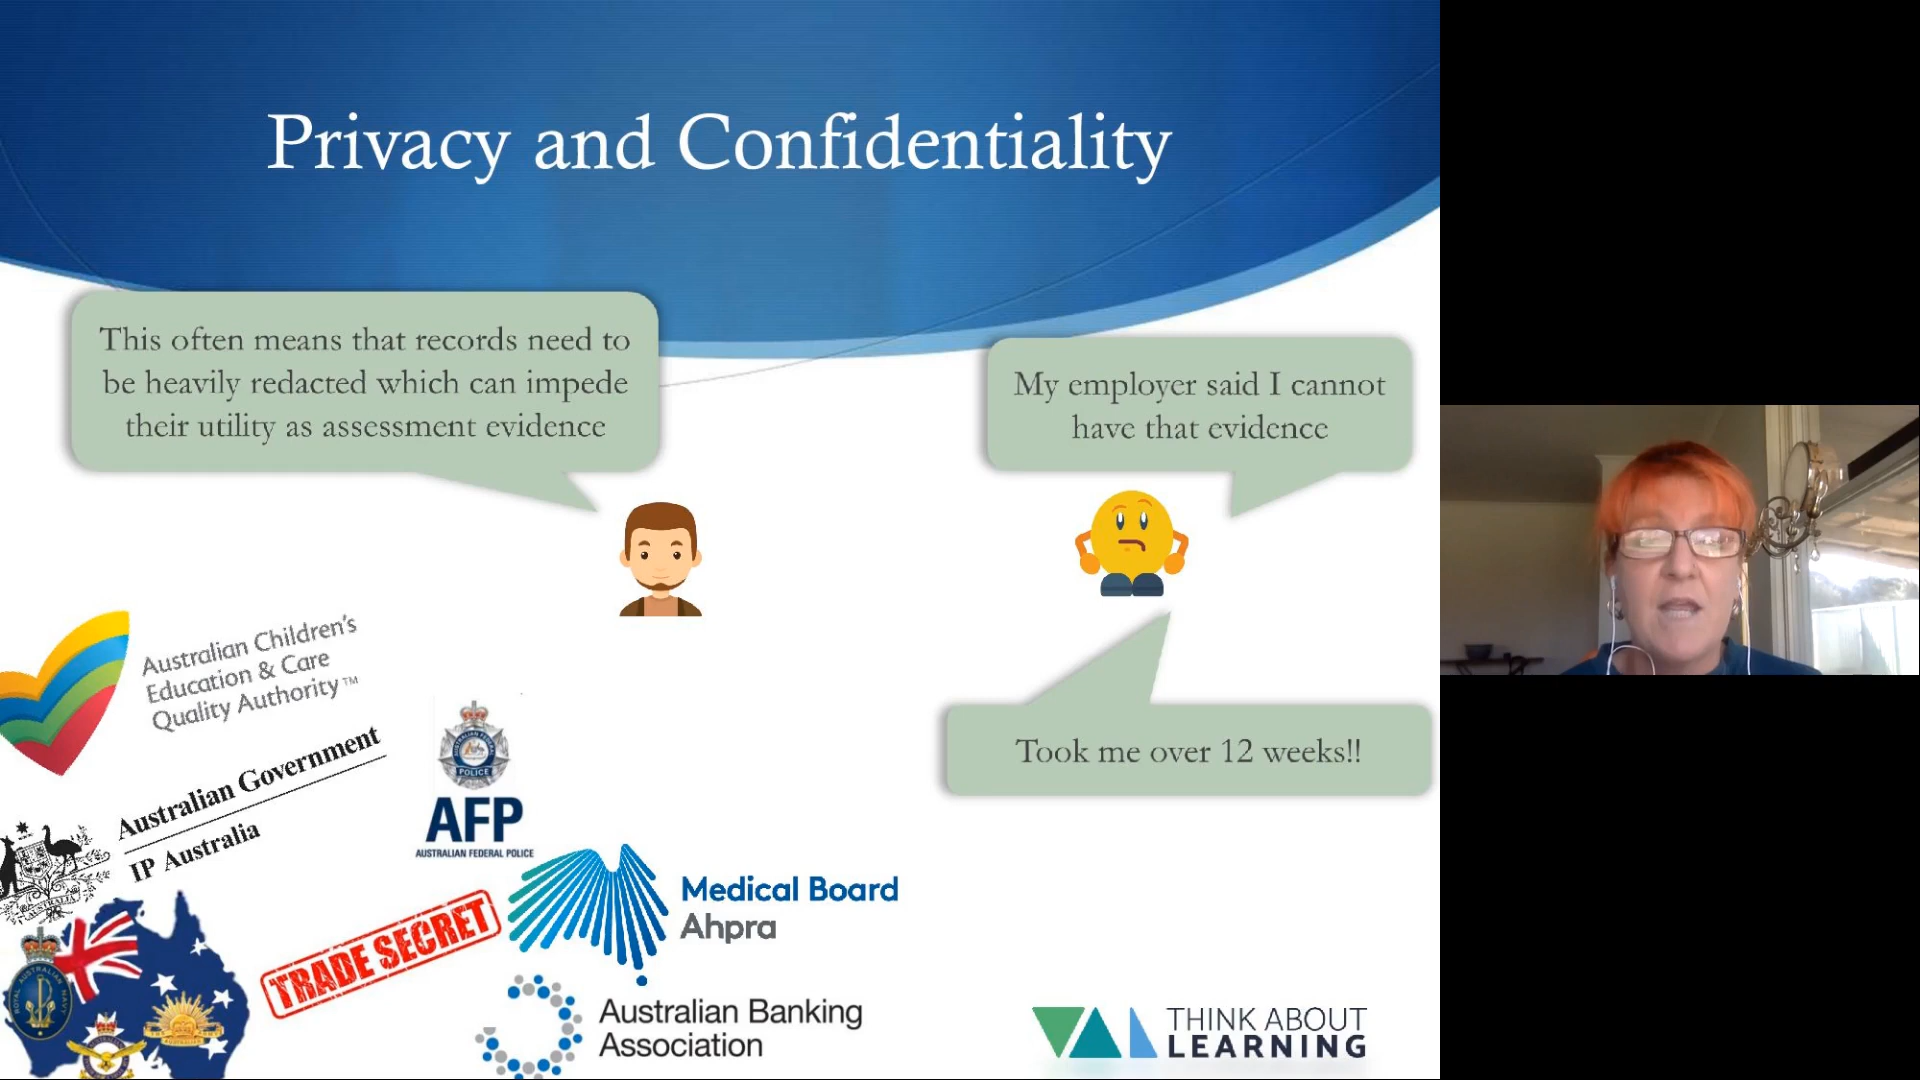 Privacy and Confidentiality
This often means that records need to
be heavily redacted which can impede
their utility as assessment evidence
My employer said I cannot
have that evidence
Took me over 12 weeks!!
Australian Children's
Education & Care
Quality Authority™
Australian Government
IP Australia
POLICE
AFP
AUSTRALIAN FEDERAL POLICE
TRADE SECRET
Medical Board
Ahpra
Australian Banking
Association
THINK ABOUT
LEARNING